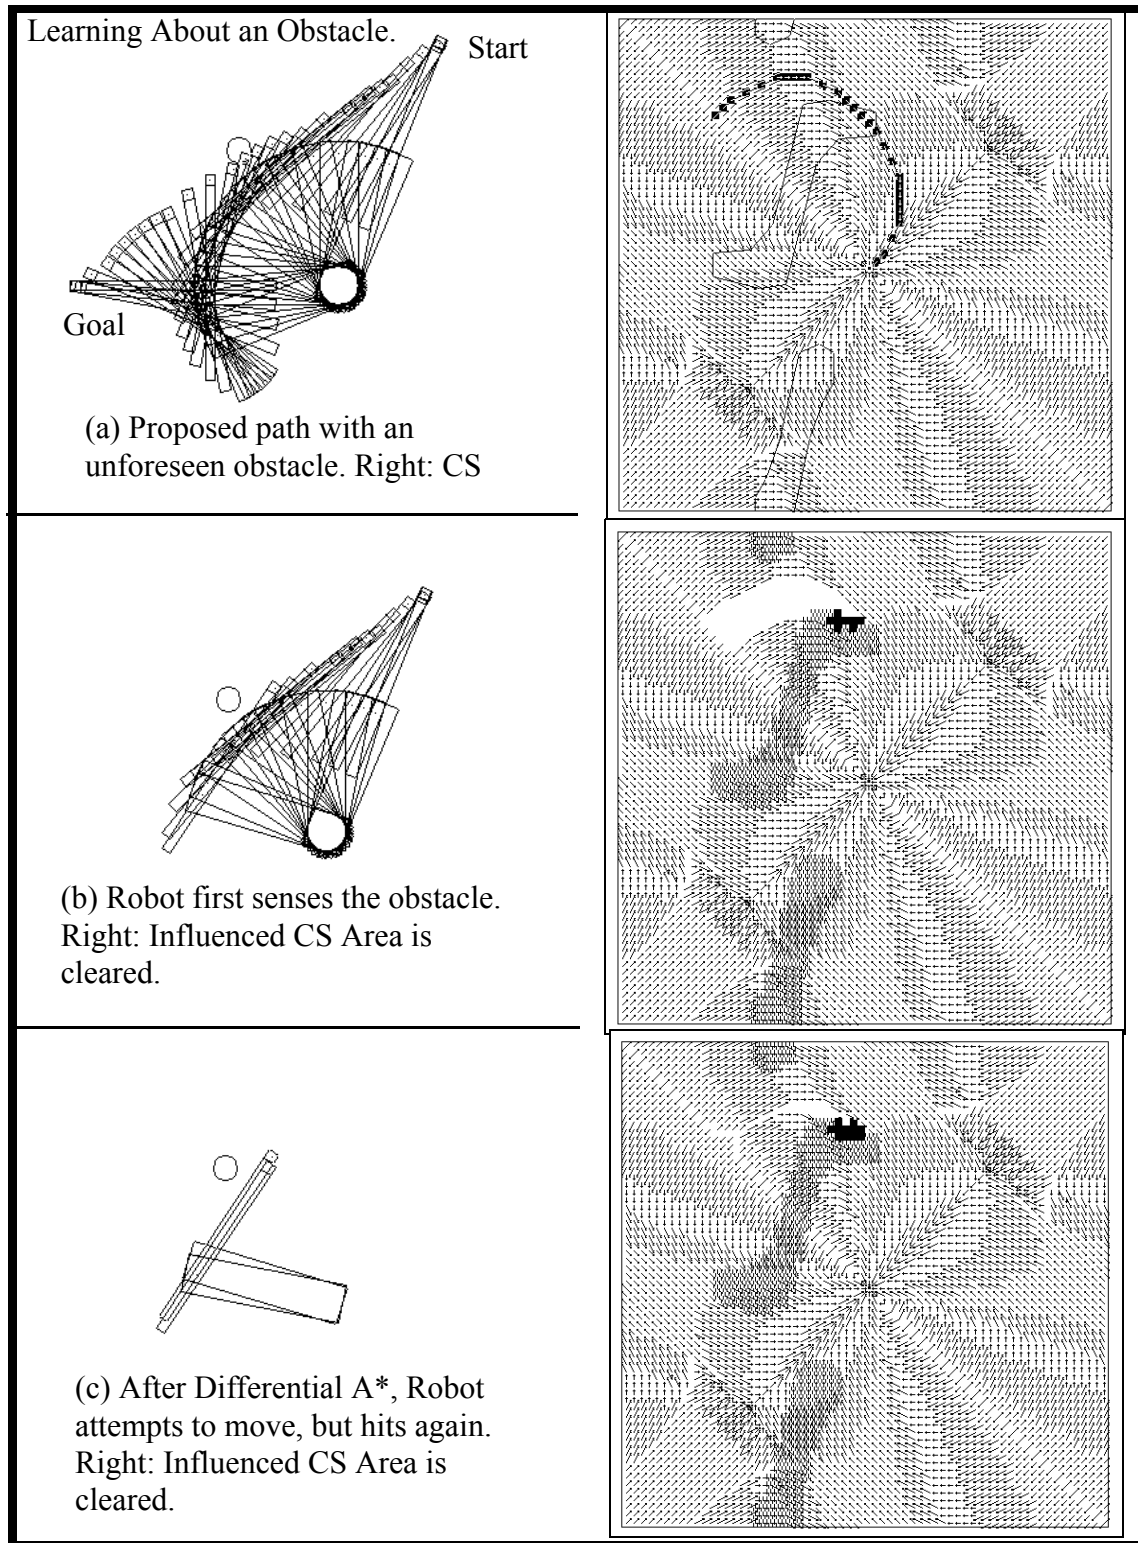 Learning About an Obstacle.
Start
Goal
(a) Proposed path with an
unforeseen obstacle. Right: CS
(b) Robot first senses the obstacle.
Right: Influenced CS Area is
cleared.
(c) After Differential A*, Robot
attempts to move, but hits again.
Right: Influenced CS Area is
cleared.